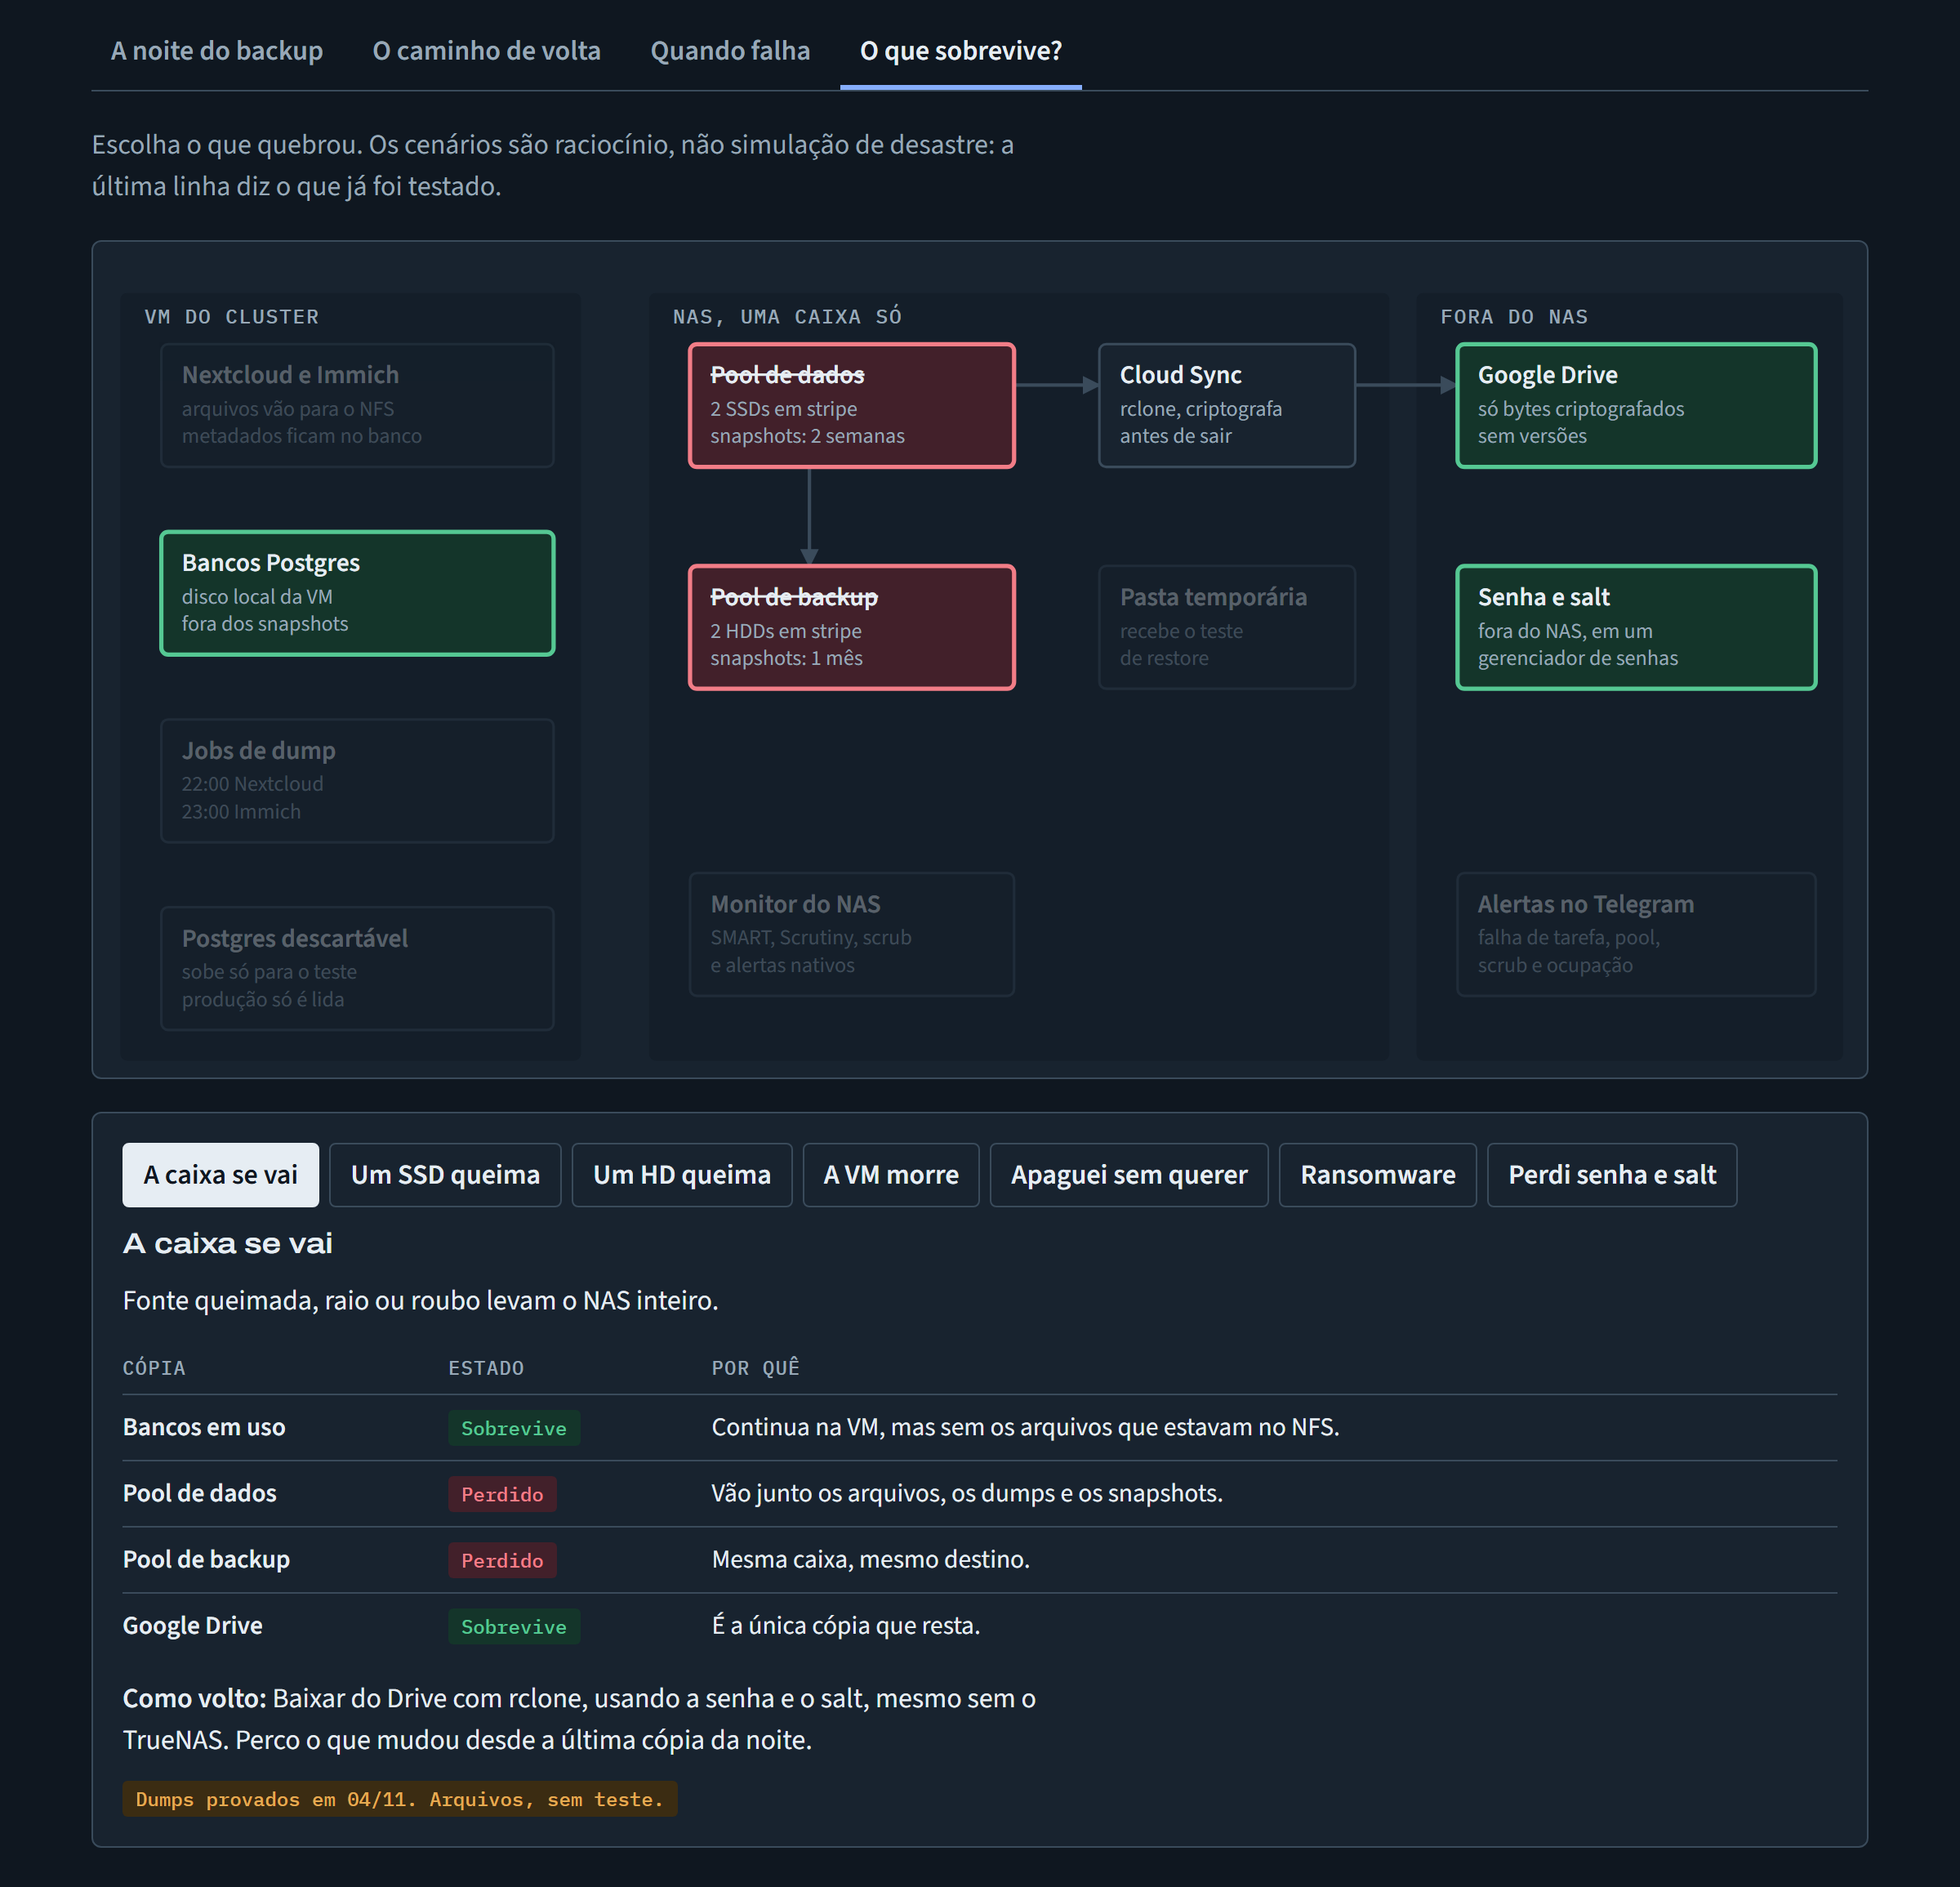 A noite do backup
O caminho de volta
Quando falha
O que sobrevive?
Escolha o que quebrou. Os cenários são raciocínio, não simulação de desastre: a
última linha diz o que já foi testado.
VM DO CLUSTER
Nextcloud e Immich
arquivos vão para o NFS
metadados ficam no banco
Bancos Postgres
disco local da VM
fora dos snapshots
Jobs de dump
22:00 Nextcloud
23:00 Immich
Postgres descartável
sobe só para o teste
produção só é lida
NAS, UMA CAIXA SÓ
Pool de dados
2 SSDs em stripe
snapshots: 2 semanas
Cloud Sync
rclone, criptografa
antes de sair
Pool de backup
2 HDDs em stripe
snapshots: 1 mês
Pasta temporária
recebe o teste
de restore
Monitor do NAS
SMART, Scrutiny, scrub
e alertas nativos
FORA DO NAS
Google Drive
só bytes criptografados
sem versões
Senha e salt
fora do NAS, em um
gerenciador de senhas
Alertas no Telegram
falha de tarefa, pool,
scrub e ocupação
A caixa se vai
Um SSD queima
Um HD queima
A VM morre
Apaguei sem querer
Ransomware
Perdi senha e salt
A caixa se vai
Fonte queimada, raio ou roubo levam o NAS inteiro.
CÓPIA ESTADO POR QUÊ
Bancos em uso Sobrevive Continua na VM, mas sem os arquivos que estavam no NFS.
Pool de dados Perdido Vão junto os arquivos, os dumps e os snapshots.
Pool de backup Perdido Mesma caixa, mesmo destino.
Google Drive Sobrevive É a única cópia que resta.
Como volto: Baixar do Drive com rclone, usando a senha e o salt, mesmo sem o
TrueNAS. Perco o que mudou desde a última cópia da noite.
Dumps provados em 04/11. Arquivos, sem teste.